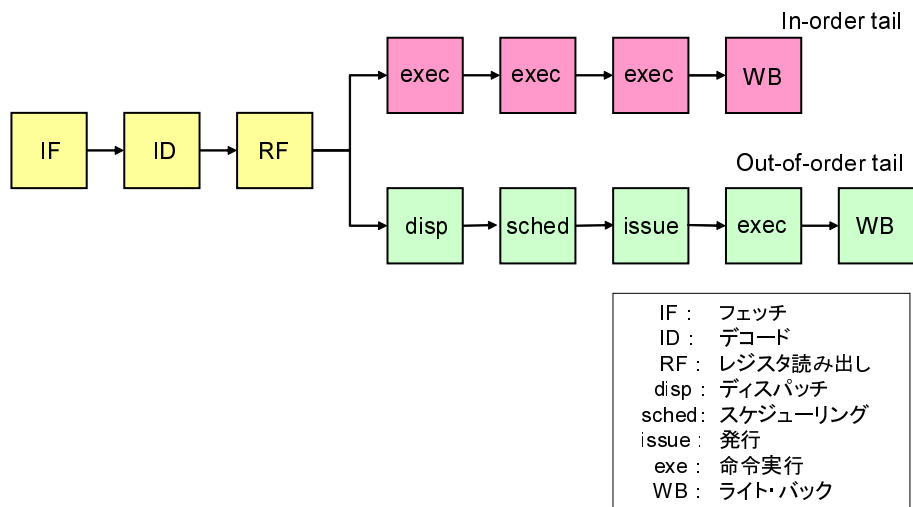 In-order tail
exec exec exec WB
IF ID RF
Out-of-order tail
disp sched issue exec WB
IF : フェッチ
ID : デコード
RF : レジスタ読み出し
disp : ディスパッチ
sched: スケジューリング
issue : 発行
exe : 命令実行
WB : ライト・バック